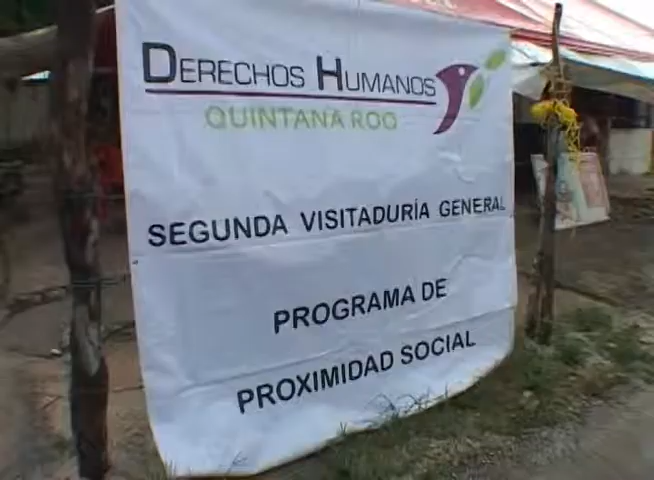 DERECHOS HUMANOS
QUINTANA ROO
SEGUNDA VISITADURÍA GENERAL
PROGRAMA DE
PROXIMIDAD SOCIAL